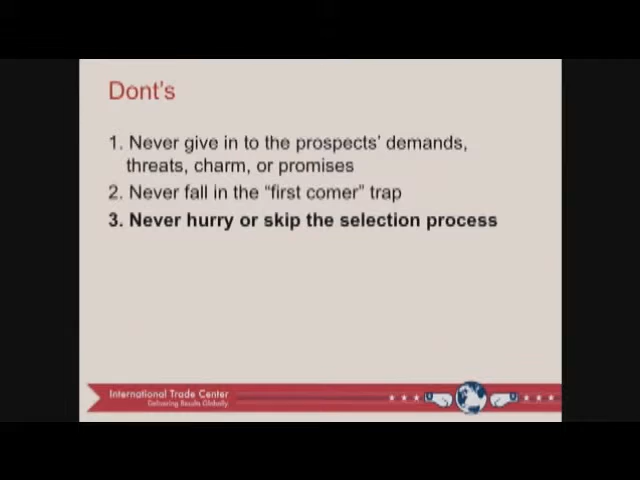 Dont's
1. Never give in to the prospects' demands,
threats, charm, or promises
2. Never fall in the “first comer” trap
3. Never hurry or skip the selection process
International Trade Center
Delivering Results Globally